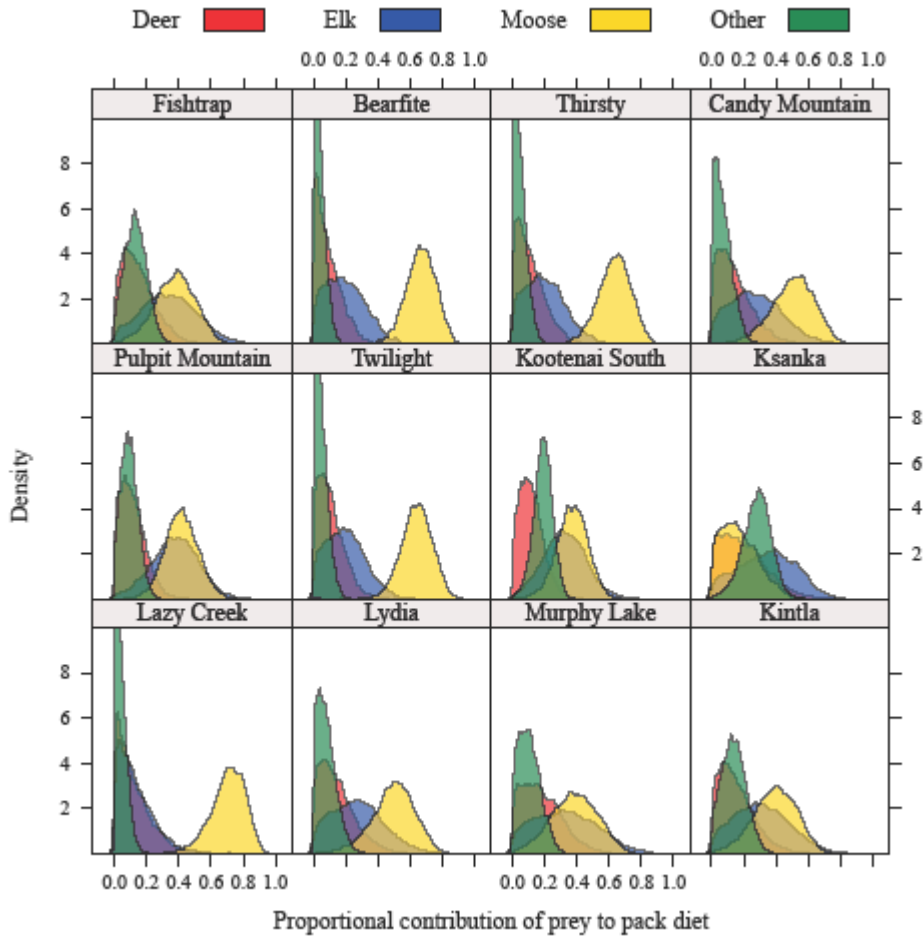 Deer Elk Moose Other
0.0 0.2 0.4 0.6 0.8 1.0 0.0 0.2 0.4 0.6 0.8 1.0
Fishtrap Bearfite Thirsty Candy Mountain
8
6
4
2
Pulpit Mountain Twilight Kootenai South Ksanka
8
6
4
2
Density
Lazy Creek Lydia Murphy Lake Kintla
8
6
4
2
0.0 0.2 0.4 0.6 0.8 1.0 0.0 0.2 0.4 0.6 0.8 1.0
Proportional contribution of prey to pack diet